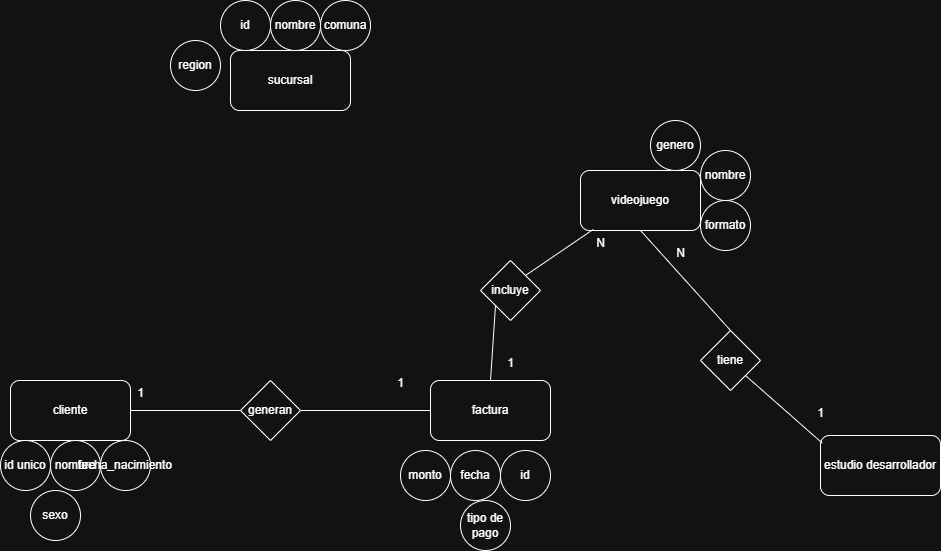 id
nombre
comuna
region
sucursal
genero
nombre
videojuego
formato
N
N
incluye
tiene
1
1
1
1
cliente
generan
factura
estudio desarrollador
id unico
nombre
fecha_nacimiento
monto
fecha
id
sexo
tipo de
pago